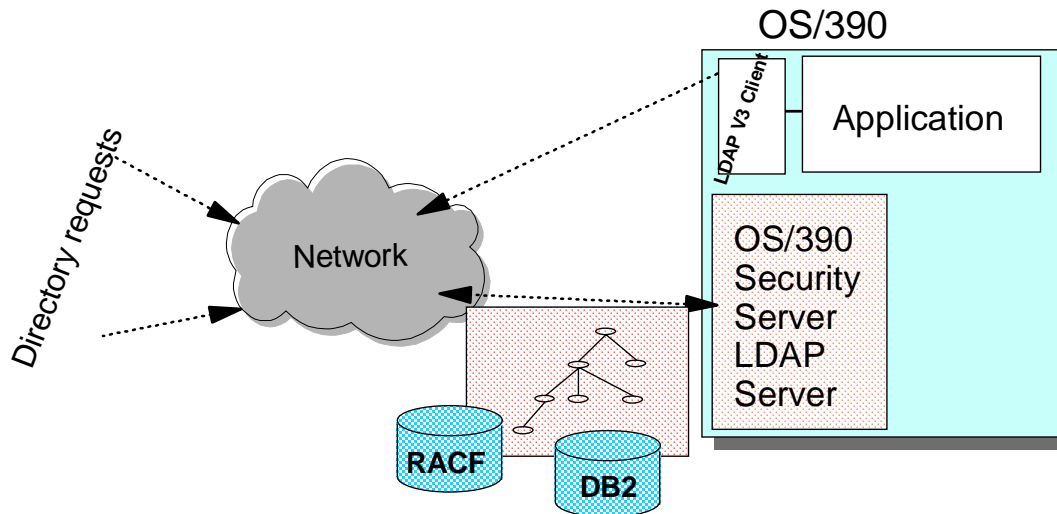 OS/390
LDAP V3 Client
Application
Directory requests
Network
OS/390
Security
Server
LDAP
Server
RACF
DB2